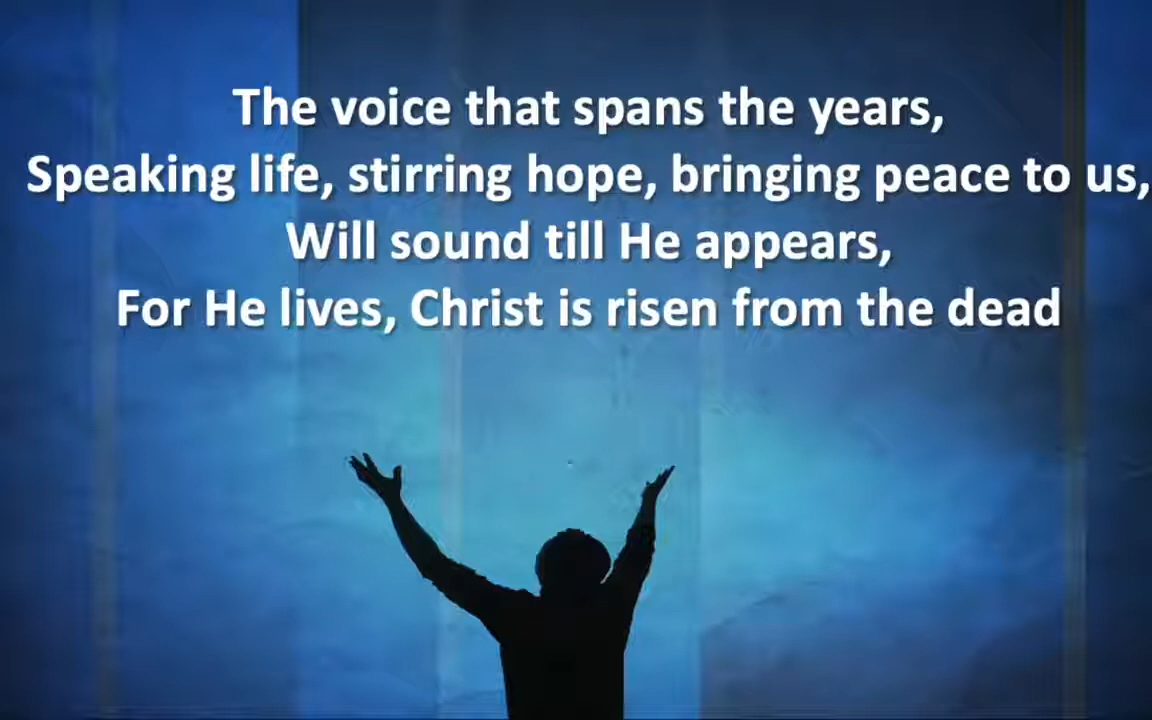 The voice that spans the years,
Speaking life, stirring hope, bringing peace to us,
Will sound till He appears,
For He lives, Christ is risen from the dead